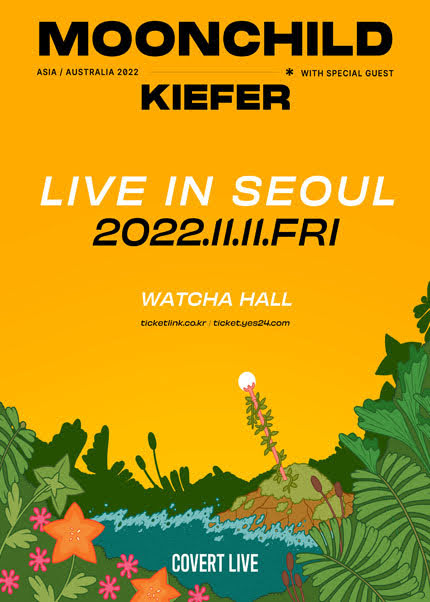 MOONCHILD
ASIA / AUSTRALIA 2022 * WITH SPECIAL GUEST
KIEFER
LIVE IN SEOUL
2022.11.11.FRI
WATCHA HALL
ticketlink.co.kr / ticket.yes24.com
COVERT LIVE